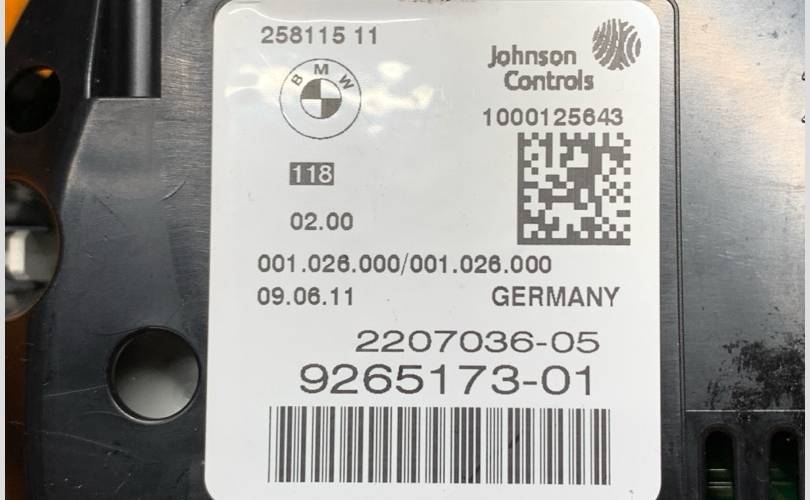 258115 11
BMW
Johnson
Controls
1000125643
118
02.00
001.026.000/001.026.000
09.06.11 GERMANY
2207036-05
9265173-01